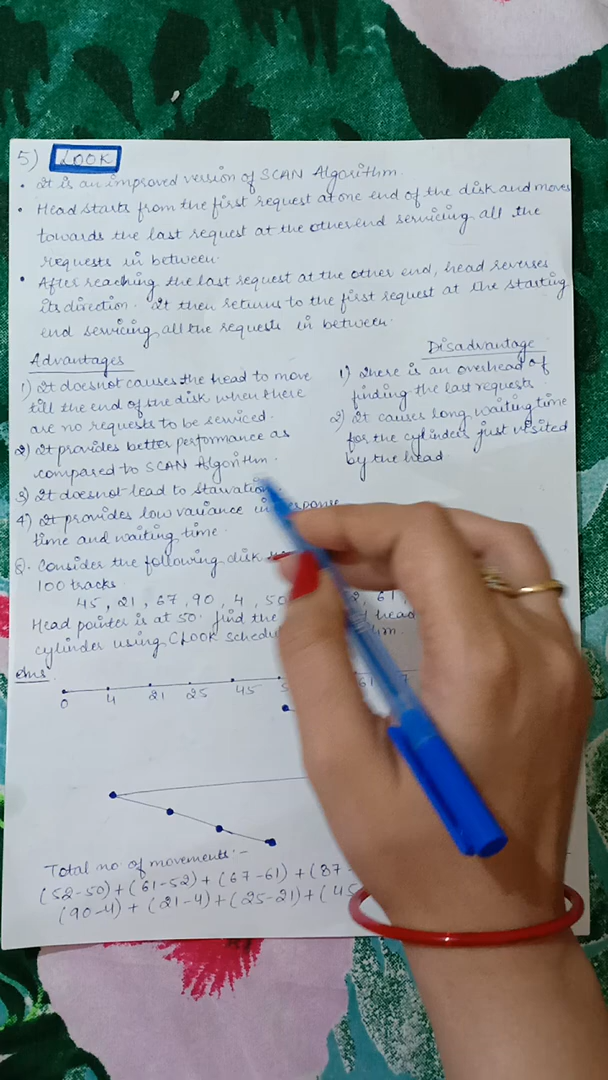 5) LOOK
• It is an improved version of SCAN Algorithm.
• Head starts from the first request at one end of the disk and moves
towards the last request at the other end servicing all the
requests in between.
• After reaching the last request at the other end, head reverses
its direction. It then returns to the first request at the starting
end servicing all the requests in between.
Advantages
1) It doesnot causes the head to move
till the end of the disk when there
are no requests to be serviced.
2) It provides better performance as
compared to SCAN Algorithm.
3) It doesnot lead to starvation
4) It provides low variance in response
time and waiting time.
Disadvantage
1) There is an overhead of
finding the last requests.
2) It causes long waiting time
for the cylinders just visited
by the head.
Q. Consider the following disk
100 tracks
45, 21, 67, 90, 4, 50 2, 61
Head pointer is at 50. find the head
cylinder using CLOOK
Ans.
0 4 21 25 45 61
Total no of movements:-
(52-50) + (61-52) + (67-61) + (87-
(90-4) + (21-4) + (25-21) + (45